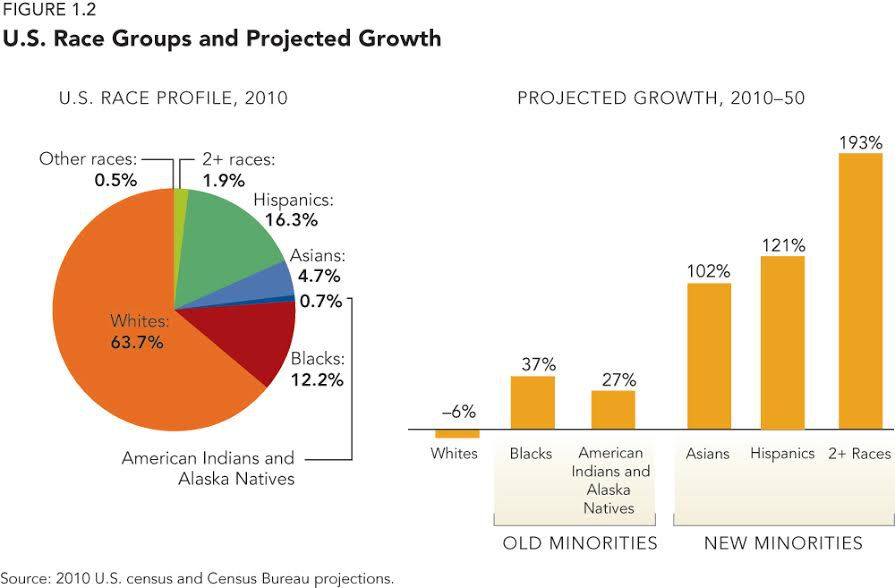 FIGURE 1.2
U.S. Race Groups and Projected Growth
U.S. RACE PROFILE, 2010
Other races:
0.5%
2+ races:
1.9%
Hispanics:
16.3%
Asians:
4.7%
0.7%
Whites:
63.7%
Blacks:
12.2%
American Indians and
Alaska Natives
PROJECTED GROWTH, 2010–50
–6%
37%
27%
102%
121%
193%
Whites
Blacks
American
Indians and
Alaska
Natives
Asians
Hispanics
2+ Races
OLD MINORITIES
NEW MINORITIES
Source: 2010 U.S. census and Census Bureau projections.